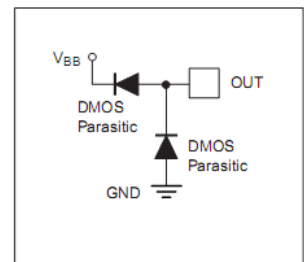 VBB
OUT
DMOS
Parasitic
DMOS
Parasitic
GND